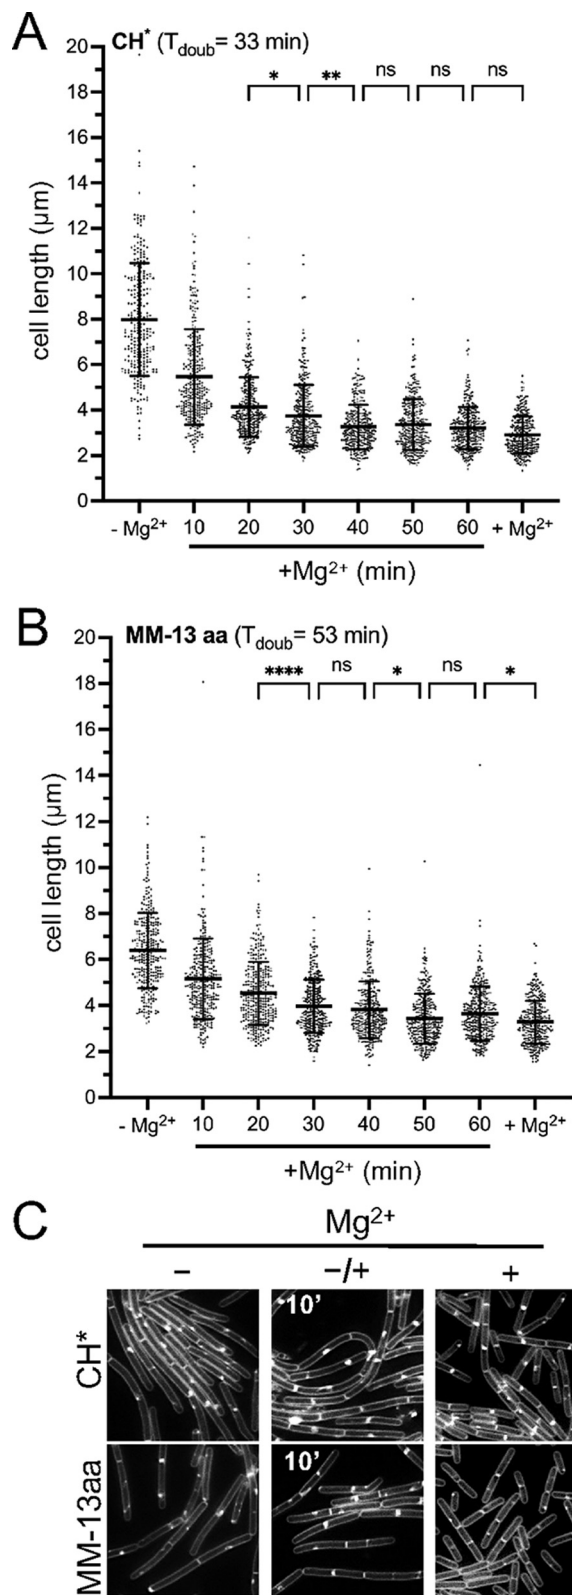 A
CH* (Tdoub= 33 min)
* ** ns ns ns
cell length (µm)
20
18
16
14
12
10
8
6
4
2
0
- Mg²⁺ 10 20 30 40 50 60 + Mg²⁺
+Mg²⁺ (min)
B
MM-13 aa (Tdoub= 53 min)
**** ns * ns *
cell length (µm)
20
18
16
14
12
10
8
6
4
2
0
- Mg²⁺ 10 20 30 40 50 60 + Mg²⁺
+Mg²⁺ (min)
C
Mg²⁺
− −/+ +
CH*
10'
MM-13aa
10'